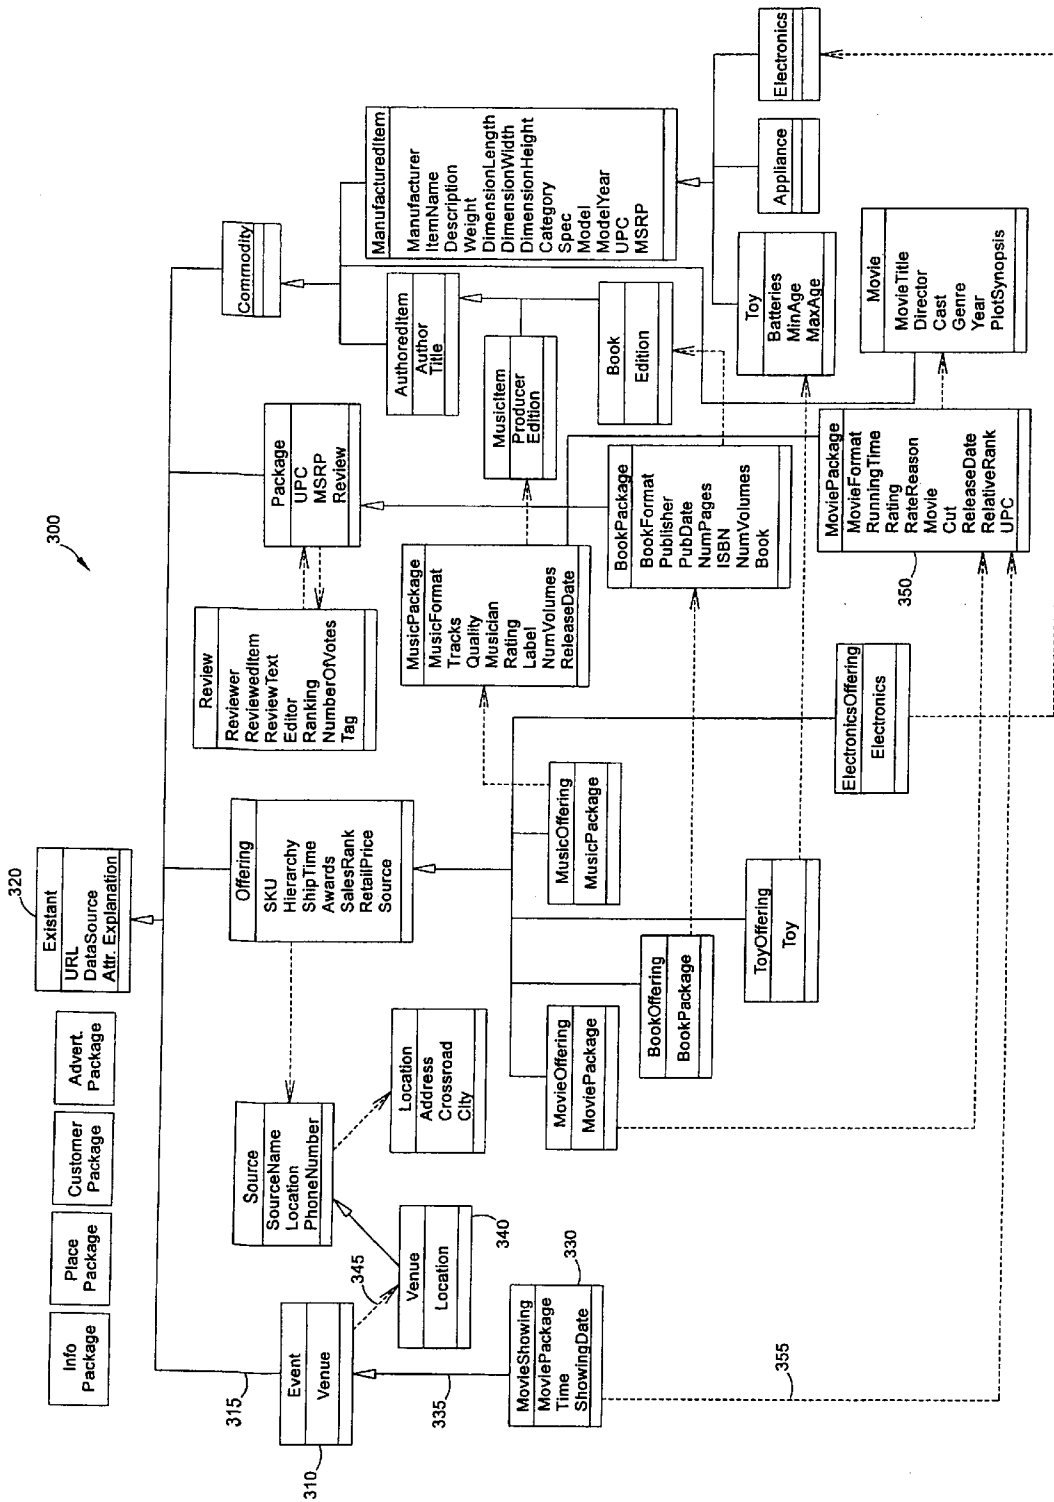 300
Info
Package
Place
Package
Customer
Package
Advert.
Package
320
Existant
URL
DataSource
Attr. Explanation
315
310
Event
Venue
Source
SourceName
Location
PhoneNumber
Offering
SKU
Hierarchy
ShipTime
Awards
SalesRank
RetailPrice
Source
Review
Reviewer
ReviewedItem
ReviewText
Editor
Ranking
NumberOfVotes
Tag
Package
UPC
MSRP
Review
Commodity
345
335
Venue
Location
340
Location
Address
Crossroad
City
AuthoredItem
Author
Title
ManufacturedItem
Manufacturer
ItemName
Description
Weight
DimensionLength
DimensionWidth
DimensionHeight
Category
Spec
Model
ModelYear
UPC
MSRP
MusicPackage
MusicFormat
Tracks
Quality
Musician
Rating
Label
NumVolumes
ReleaseDate
MusicItem
Producer
Edition
Book
Edition
MovieShowing
MoviePackage
Time
ShowingDate
330
MovieOffering
MoviePackage
MusicOffering
MusicPackage
BookOffering
BookPackage
BookPackage
BookFormat
Publisher
PubDate
NumPages
ISBN
NumVolumes
Book
ToyOffering
Toy
Toy
Batteries
MinAge
MaxAge
Appliance
Electronics
355
ElectronicsOffering
Electronics
350
MoviePackage
MovieFormat
RunningTime
Rating
RateReason
Movie
Cut
ReleaseDate
RelativeRank
UPC
Movie
MovieTitle
Director
Cast
Genre
Year
PlotSynopsis